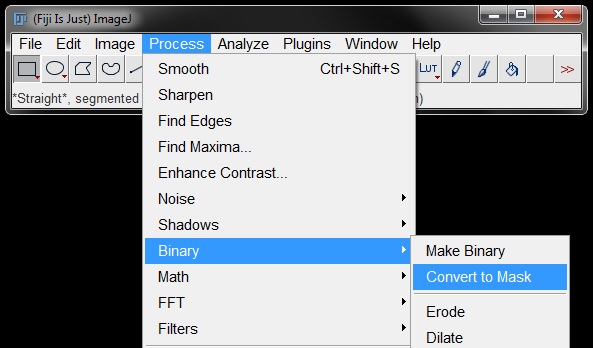 (Fiji Is Just) ImageJ
File Edit Image Process Analyze Plugins Window Help
LUT >>
*Straight*, segmented
Smooth Ctrl+Shift+S
Sharpen
Find Edges
Find Maxima...
Enhance Contrast...
Noise
Shadows
Binary
Math
FFT
Filters
Make Binary
Convert to Mask
Erode
Dilate